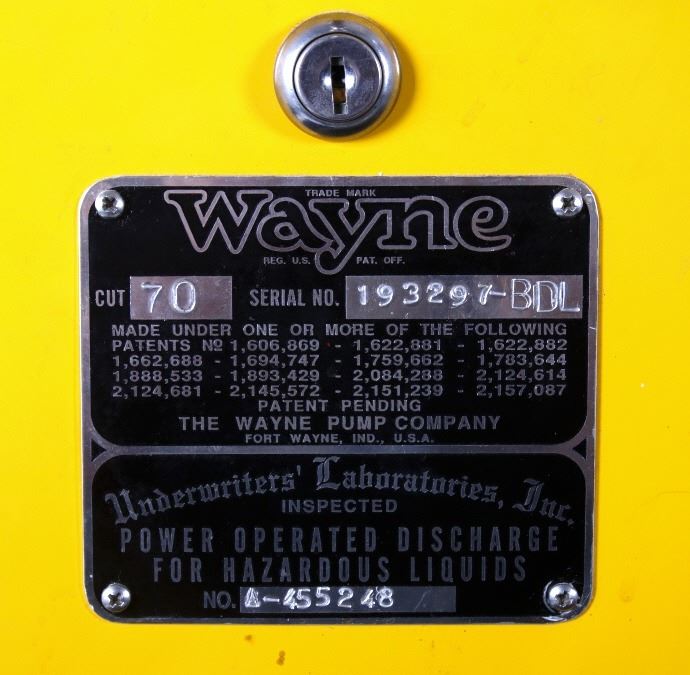 TRADE MARK
Wayne
REG. U.S. PAT. OFF.
CUT 70 SERIAL NO. 193297-BDL
MADE UNDER ONE OR MORE OF THE FOLLOWING
PATENTS Nº 1,606,869 - 1,622,881 - 1,622,882
1,662,688 - 1,694,747 - 1,759,662 - 1,783,644
1,888,533 - 1,893,429 - 2,084,288 - 2,124,614
2,124,681 - 2,145,572 - 2,151,239 - 2,157,087
PATENT PENDING
THE WAYNE PUMP COMPANY
FORT WAYNE, IND., U.S.A.
Underwriters' Laboratories, Inc.
INSPECTED
POWER OPERATED DISCHARGE
FOR HAZARDOUS LIQUIDS
NO. A-455248